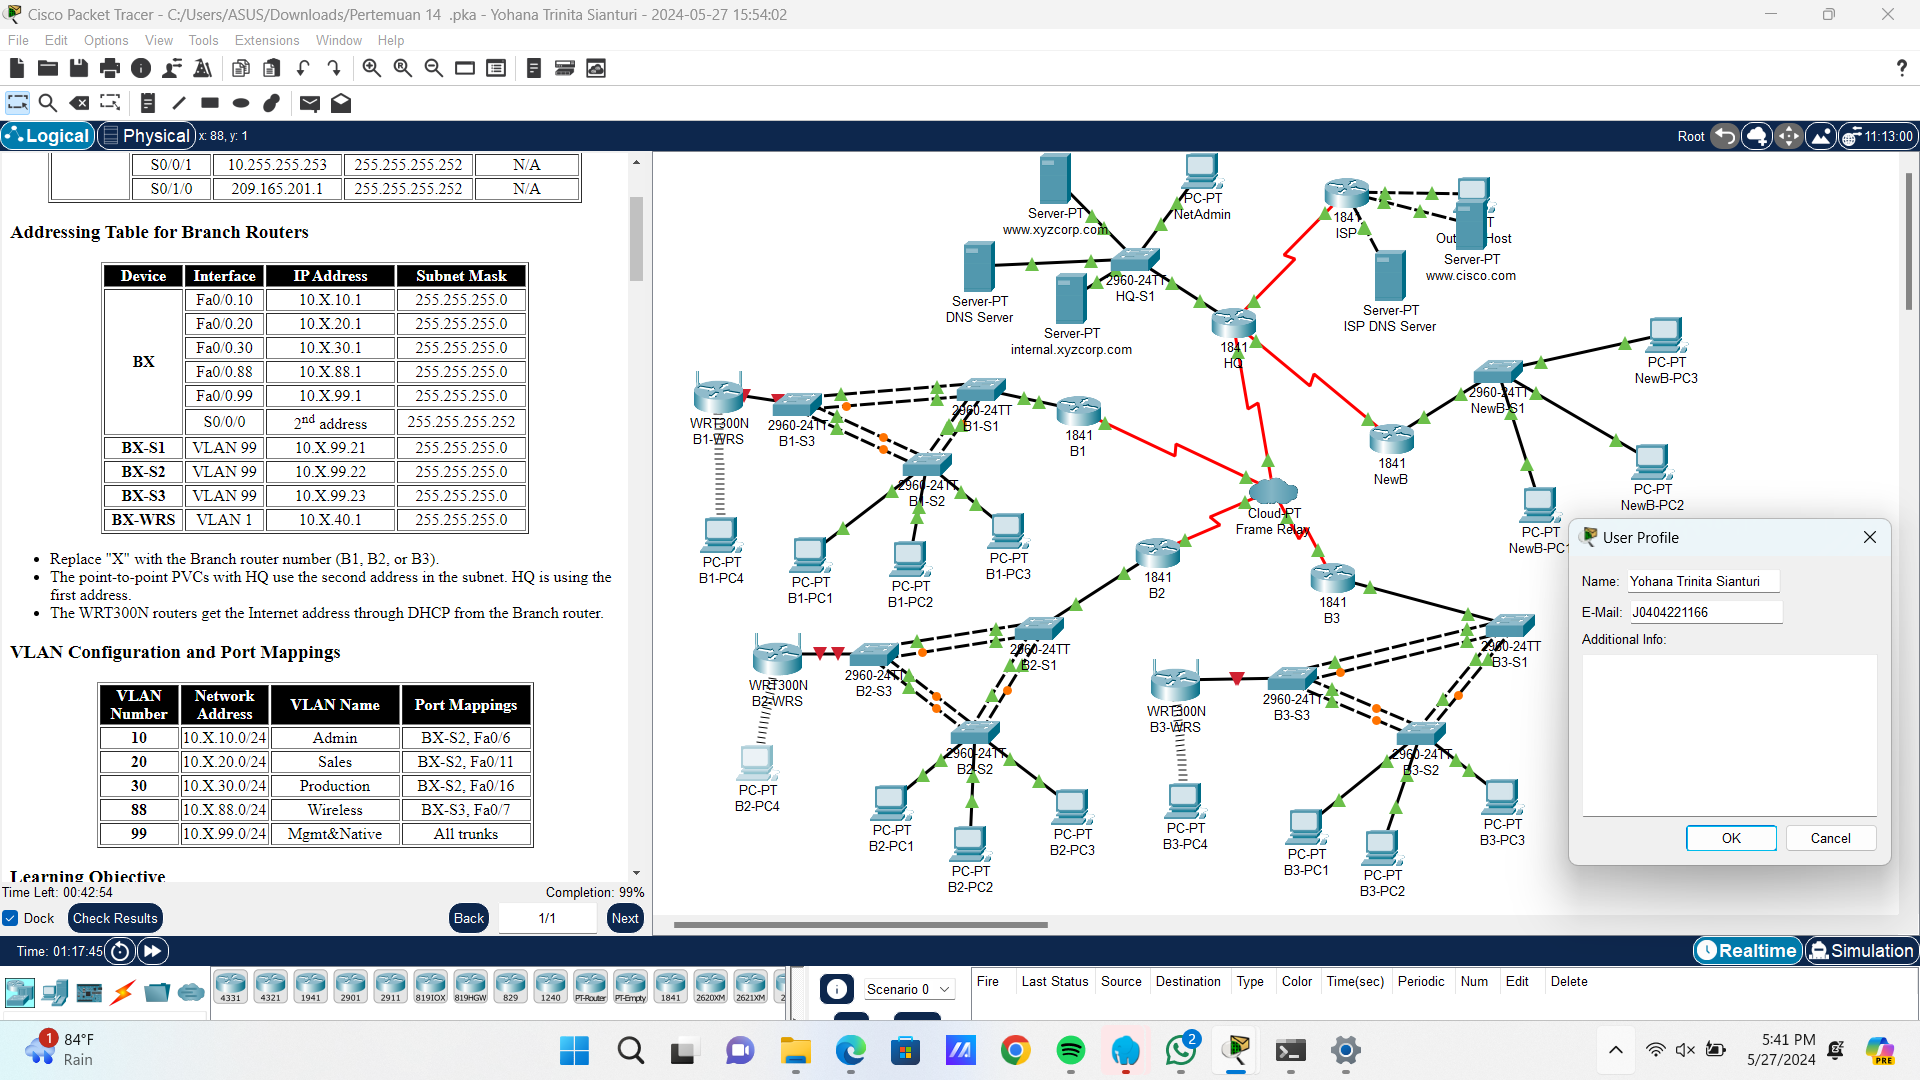 Cisco Packet Tracer - C:/Users/ASUS/Downloads/Pertemuan 14 .pka - Yohana Trinita Sianturi - 2024-05-27 15:54:02
File Edit Options View Tools Extensions Window Help
Logical Physical x: 88, y: 1
Root 11:13:00
S0/0/1 10.255.255.253 255.255.255.252 N/A
S0/1/0 209.165.201.1 255.255.255.252 N/A
Addressing Table for Branch Routers
Device Interface IP Address Subnet Mask
BX
Fa0/0.10 10.X.10.1 255.255.255.0
Fa0/0.20 10.X.20.1 255.255.255.0
Fa0/0.30 10.X.30.1 255.255.255.0
Fa0/0.88 10.X.88.1 255.255.255.0
Fa0/0.99 10.X.99.1 255.255.255.0
S0/0/0 2nd address 255.255.255.252
BX-S1 VLAN 99 10.X.99.21 255.255.255.0
BX-S2 VLAN 99 10.X.99.22 255.255.255.0
BX-S3 VLAN 99 10.X.99.23 255.255.255.0
BX-WRS VLAN 1 10.X.40.1 255.255.255.0
• Replace "X" with the Branch router number (B1, B2, or B3).
• The point-to-point PVCs with HQ use the second address in the subnet. HQ is using the
first address.
• The WRT300N routers get the Internet address through DHCP from the Branch router.
VLAN Configuration and Port Mappings
VLAN Number Network Address VLAN Name Port Mappings
10 10.X.10.0/24 Admin BX-S2, Fa0/6
20 10.X.20.0/24 Sales BX-S2, Fa0/11
30 10.X.30.0/24 Production BX-S2, Fa0/16
88 10.X.88.0/24 Wireless BX-S3, Fa0/7
99 10.X.99.0/24 Mgmt&Native All trunks
Learning Objective
Time Left: 00:42:54 Completion: 99%
Dock Check Results Back 1/1 Next
Server-PT
www.xyzcorp.com
PC-PT
NetAdmin
1841
ISP
Server-PT
www.cisco.com
2960-24TT
HQ-S1
Server-PT
DNS Server
Server-PT
internal.xyzcorp.com
Server-PT
ISP DNS Server
1841
HQ
PC-PT
NewB-PC3
2960-24TT
NewB-S1
WRT300N
B1-WRS
2960-24TT
B1-S3
2960-24TT
B1-S1
1841
B1
1841
NewB
2960-24TT
B1-S2
Cloud-PT
Frame Relay
PC-PT
NewB-PC2
PC-PT
NewB-PC1
PC-PT
B1-PC4
PC-PT
B1-PC1
PC-PT
B1-PC2
PC-PT
B1-PC3
1841
B2
1841
B3
2960-24TT
B2-S1
2960-24TT
B3-S1
WRT300N
B2-WRS
2960-24TT
B2-S3
WRT300N
B3-WRS
2960-24TT
B3-S3
2960-24TT
B2-S2
2960-24TT
B3-S2
PC-PT
B2-PC4
PC-PT
B2-PC1
PC-PT
B2-PC2
PC-PT
B2-PC3
PC-PT
B3-PC4
PC-PT
B3-PC1
PC-PT
B3-PC2
PC-PT
B3-PC3
User Profile
Name: Yohana Trinita Sianturi
E-Mail: J0404221166
Additional Info:
OK Cancel
Time: 01:17:45
Realtime Simulation
4331 4321 1941 2901 2911 819IOX 819HGW 829 1240 PT-Router PT-Empty 1841 2620XM 2621XM
Scenario 0
Fire Last Status Source Destination Type Color Time(sec) Periodic Num Edit Delete
1
84°F
Rain
2
5:41 PM
5/27/2024
PRE